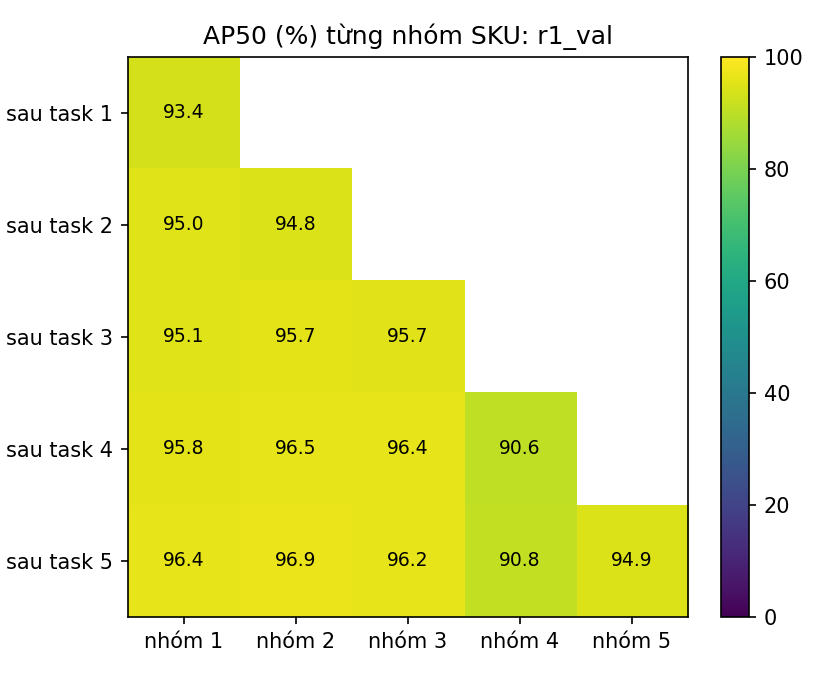 AP50 (%) từng nhóm SKU: r1_val
sau task 1 93.4
sau task 2 95.0 94.8
sau task 3 95.1 95.7 95.7
sau task 4 95.8 96.5 96.4 90.6
sau task 5 96.4 96.9 96.2 90.8 94.9
nhóm 1 nhóm 2 nhóm 3 nhóm 4 nhóm 5
100
80
60
40
20
0